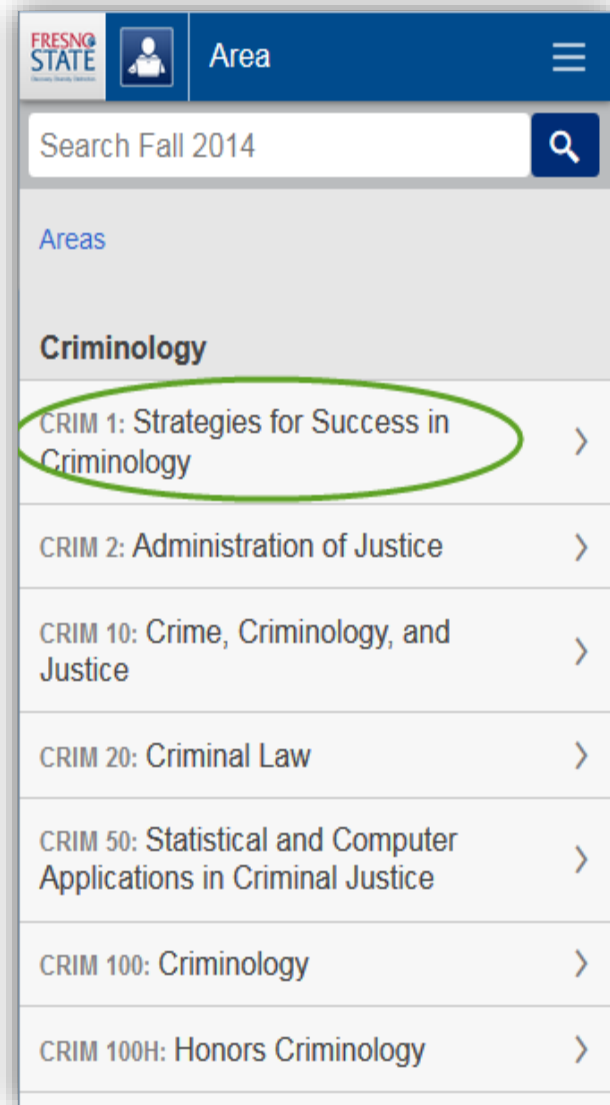 FRESNO
STATE
Area
Search Fall 2014
Areas
Criminology
CRIM 1: Strategies for Success in
Criminology
CRIM 2: Administration of Justice
CRIM 10: Crime, Criminology, and
Justice
CRIM 20: Criminal Law
CRIM 50: Statistical and Computer
Applications in Criminal Justice
CRIM 100: Criminology
CRIM 100H: Honors Criminology